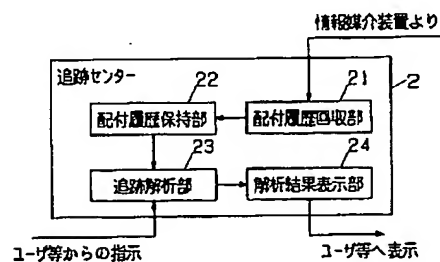 情報媒介装置より
追跡センター
2
22
21
配付履歴保持部
配付履歴回収部
23
24
追跡解析部
解析結果表示部
ユーザ等からの指示
ユーザ等へ表示